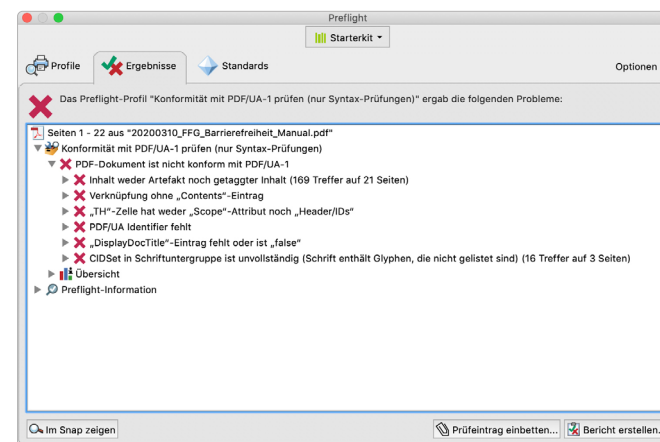 Preflight
Starterkit
Profile
Ergebnisse
Standards
Optionen
Das Preflight-Profil "Konformität mit PDF/UA-1 prüfen (nur Syntax-Prüfungen)" ergab die folgenden Probleme:
Seiten 1 - 22 aus "20200310_FFG_Barrierefreiheit_Manual.pdf"
Konformität mit PDF/UA-1 prüfen (nur Syntax-Prüfungen)
PDF-Dokument ist nicht konform mit PDF/UA-1
Inhalt weder Artefakt noch getaggter Inhalt (169 Treffer auf 21 Seiten)
Verknüpfung ohne „Contents"-Eintrag
„TH"-Zelle hat weder „Scope"-Attribut noch „Header/IDs"
PDF/UA Identifier fehlt
„DisplayDocTitle"-Eintrag fehlt oder ist „false"
CIDSet in Schriftuntergruppe ist unvollständig (Schrift enthält Glyphen, die nicht gelistet sind) (16 Treffer auf 3 Seiten)
Übersicht
Preflight-Information
Im Snap zeigen
Prüfeintrag einbetten...
Bericht erstellen.